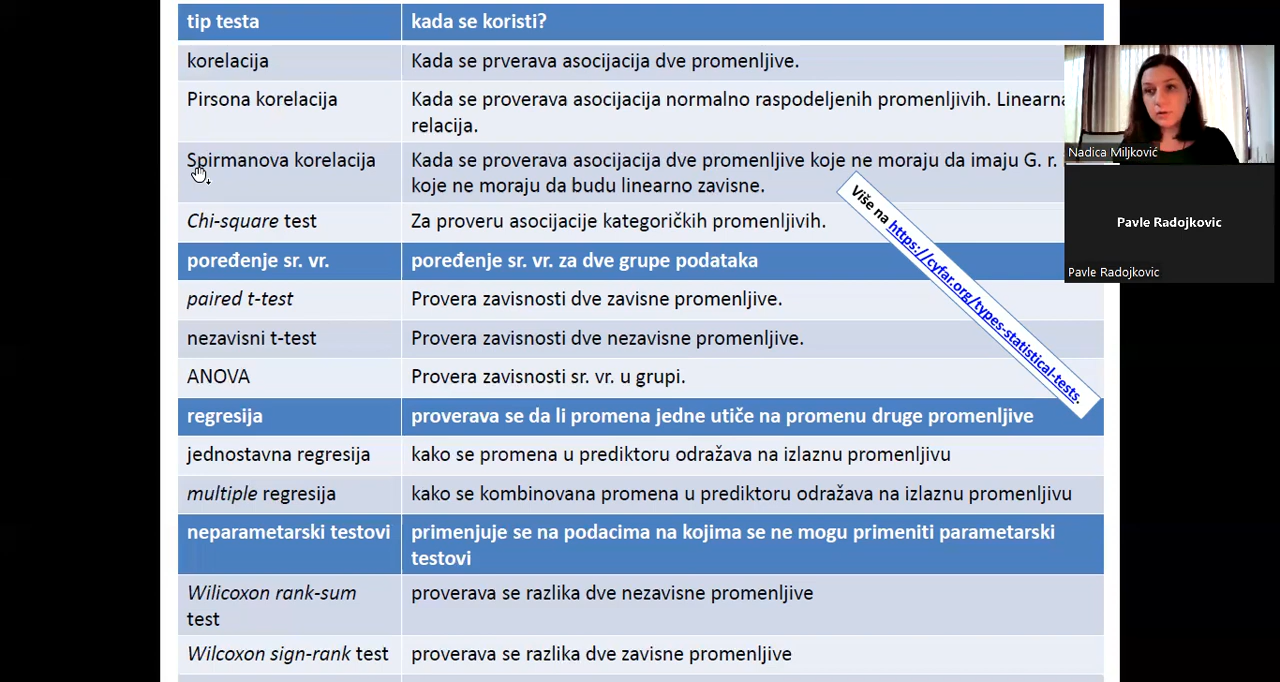 tip testa
kada se koristi?
korelacija
Kada se prverava asocijacija dve promenljive.
Pirsona korelacija
Kada se proverava asocijacija normalno raspodeljenih promenljivih. Linearna
relacija.
Spirmanova korelacija
Kada se proverava asocijacija dve promenljive koje ne moraju da imaju G. r.
koje ne moraju da budu linearno zavisne.
Chi-square test
Za proveru asocijacije kategoričkih promenljivih.
poređenje sr. vr.
poređenje sr. vr. za dve grupe podataka
paired t-test
Provera zavisnosti dve zavisne promenljive.
nezavisni t-test
Provera zavisnosti dve nezavisne promenljive.
ANOVA
Provera zavisnosti sr. vr. u grupi.
regresija
proverava se da li promena jedne utiče na promenu druge promenljive
jednostavna regresija
kako se promena u prediktoru odražava na izlaznu promenljivu
multiple regresija
kako se kombinovana promena u prediktoru odražava na izlaznu promenljivu
neparametarski testovi
primenjuje se na podacima na kojima se ne mogu primeniti parametarski
testovi
Wilicoxon rank-sum
test
proverava se razlika dve nezavisne promenljive
Wilcoxon sign-rank test
proverava se razlika dve zavisne promenljive
Više na https://cyfar.org/types-statistical-tests.
Nadica Miljković
Pavle Radojkovic
Pavle Radojkovic